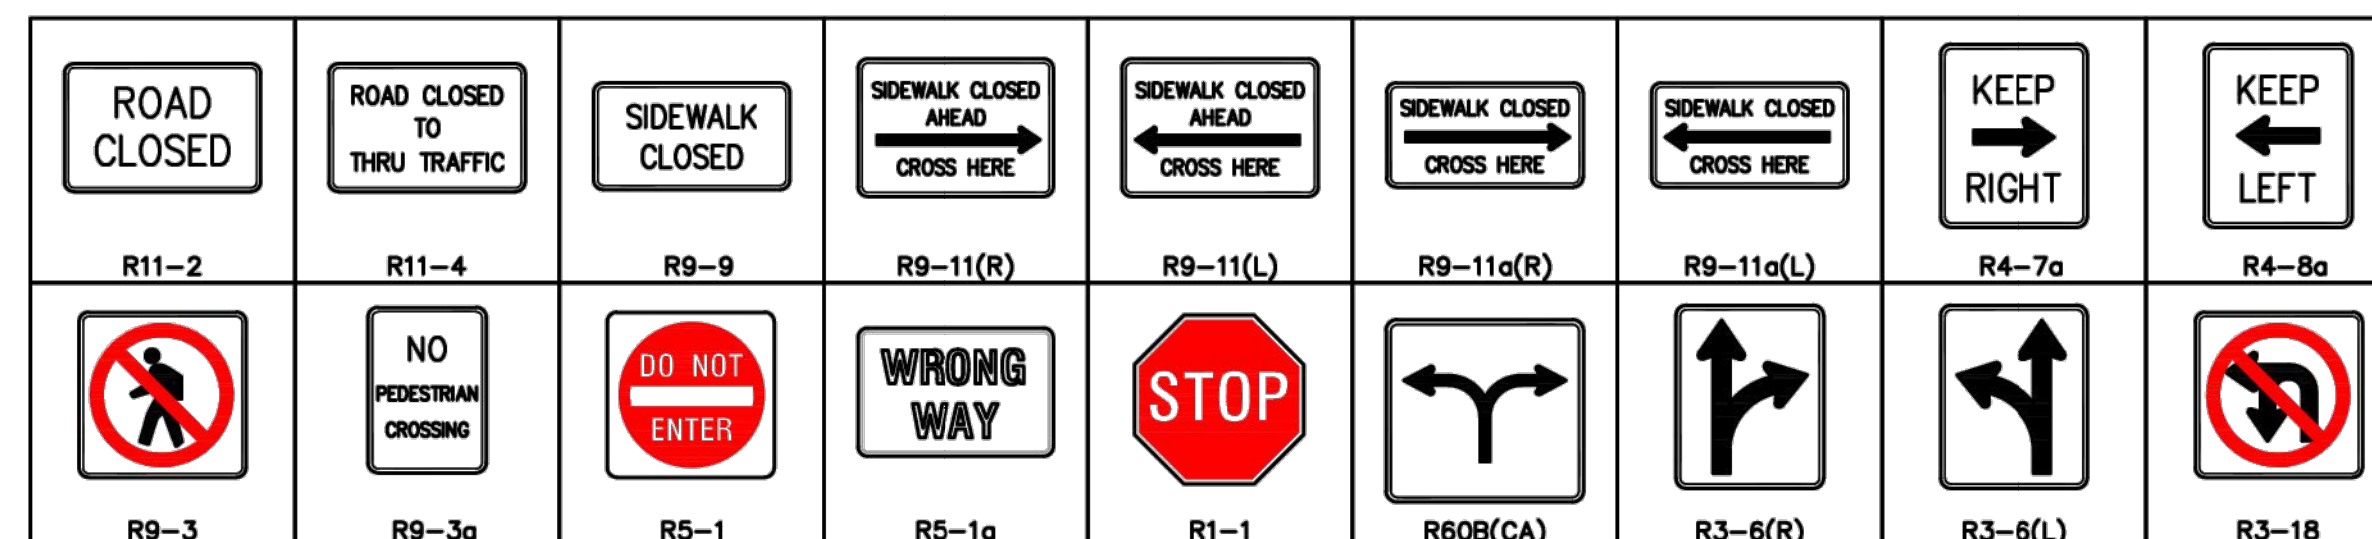 ROAD
CLOSED
R11-2
ROAD CLOSED
TO
THRU TRAFFIC
R11-4
SIDEWALK
CLOSED
R9-9
SIDEWALK CLOSED
AHEAD
CROSS HERE
R9-11(R)
SIDEWALK CLOSED
AHEAD
CROSS HERE
R9-11(L)
SIDEWALK CLOSED
CROSS HERE
R9-11a(R)
SIDEWALK CLOSED
CROSS HERE
R9-11a(L)
KEEP
RIGHT
R4-7a
KEEP
LEFT
R4-8a
R9-3
NO
PEDESTRIAN
CROSSING
R9-3a
DO NOT
ENTER
R5-1
WRONG
WAY
R5-1a
STOP
R1-1
R60B(CA)
R3-6(R)
R3-6(L)
R3-18